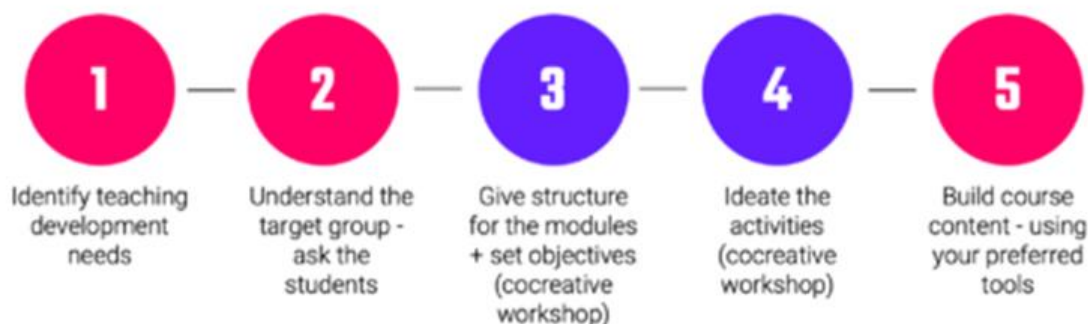 1
Identify teaching
development
needs
2
Understand the
target group -
ask the
students
3
Give structure
for the modules
+ set objectives
(cocreative
workshop)
4
Ideate the
activities
(cocreative
workshop)
5
Build course
content - using
your preferred
tools